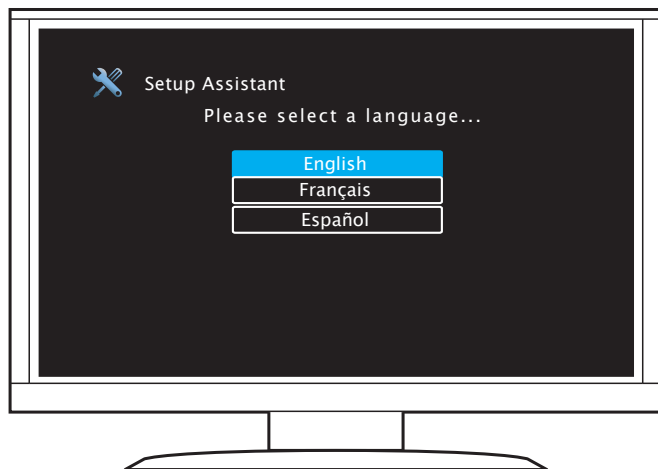 Setup Assistant
Please select a language...
English
Français
Español